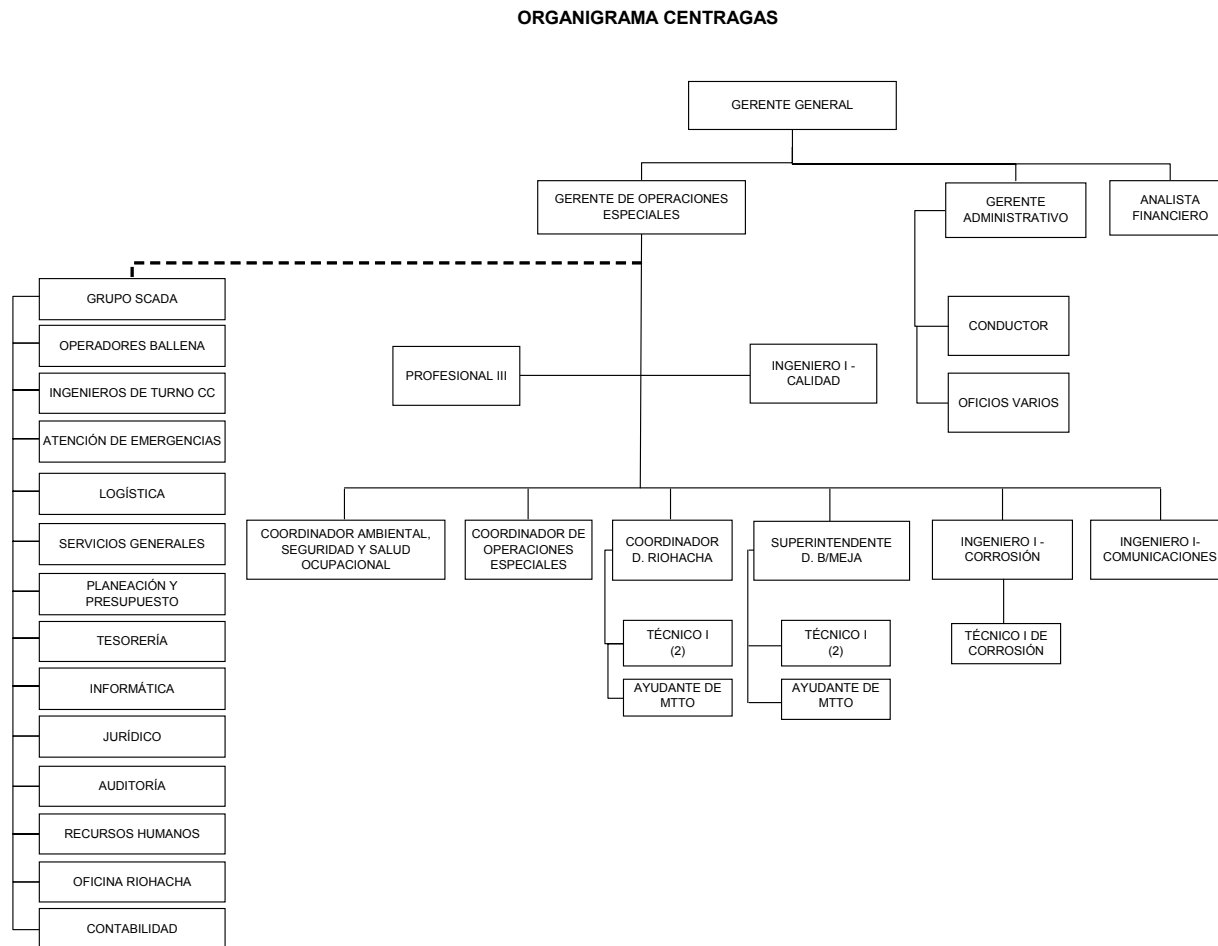 ORGANIGRAMA CENTRAGAS
GERENTE GENERAL
GERENTE DE OPERACIONES
ESPECIALES
GERENTE
ADMINISTRATIVO
ANALISTA
FINANCIERO
GRUPO SCADA
OPERADORES BALLENA
INGENIEROS DE TURNO CC
ATENCIÓN DE EMERGENCIAS
LOGÍSTICA
SERVICIOS GENERALES
PLANEACIÓN Y
PRESUPUESTO
TESORERÍA
INFORMÁTICA
JURÍDICO
AUDITORÍA
RECURSOS HUMANOS
OFICINA RIOHACHA
CONTABILIDAD
CONDUCTOR
OFICIOS VARIOS
PROFESIONAL III
INGENIERO I -
CALIDAD
COORDINADOR AMBIENTAL,
SEGURIDAD Y SALUD
OCUPACIONAL
COORDINADOR DE
OPERACIONES
ESPECIALES
COORDINADOR
D. RIOHACHA
SUPERINTENDENTE
D. B/MEJA
INGENIERO I -
CORROSIÓN
INGENIERO I-
COMUNICACIONES
TÉCNICO I
(2)
AYUDANTE DE
MTTO
TÉCNICO I
(2)
AYUDANTE DE
MTTO
TÉCNICO I DE
CORROSIÓN